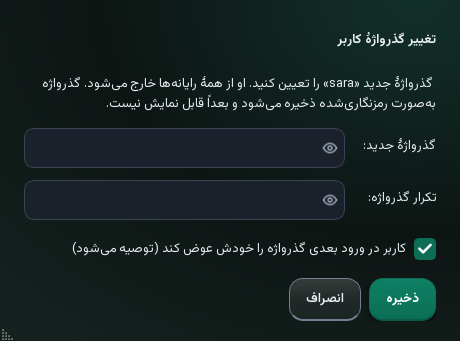 تغییر گذرواژهٔ کاربر
گذرواژهٔ جدید «sara» را تعیین کنید. او از همهٔ رایانه‌ها خارج می‌شود. گذرواژه
به‌صورت رمزنگاری‌شده ذخیره می‌شود و بعداً قابل نمایش نیست.
گذرواژهٔ جدید:
تکرار گذرواژه:
کاربر در ورود بعدی گذرواژه را خودش عوض کند (توصیه می‌شود)
ذخیره
انصراف